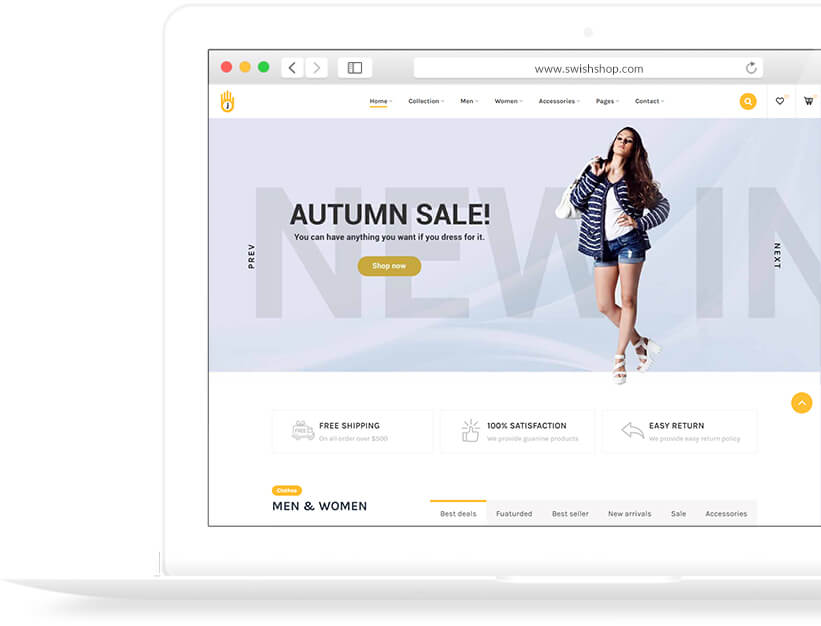 www.swishshop.com
Home Collection Men Women Accessories Pages Contact
NEW IN
AUTUMN SALE!
You can have anything you want if you dress for it.
Shop now
PREV
NEXT
FREE SHIPPING
On all order over $500
FREE
100% SATISFACTION
We provide guanine products
EASY RETURN
We provide easy return policy
Clothes
MEN & WOMEN
Best deals Fuaturded Best seller New arrivals Sale Accessories